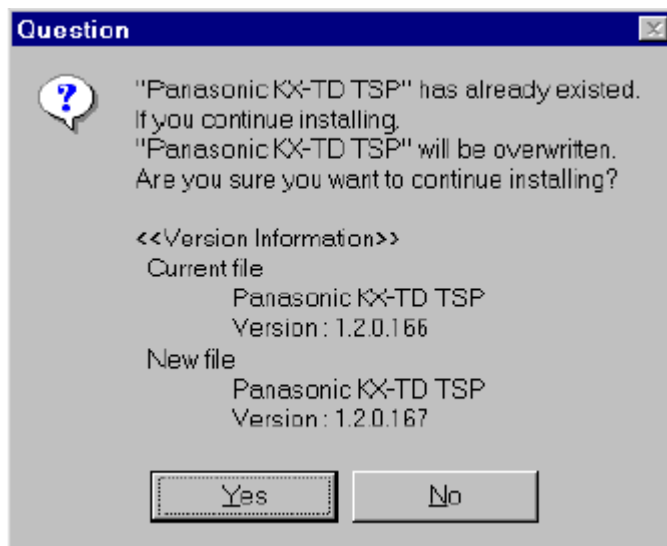 Question
"Panasonic KX-TD TSP" has already existed.
If you continue installing,
"Panasonic KX-TD TSP" will be overwritten.
Are you sure you want to continue installing?
<<Version Information>>
Current file
Panasonic KX-TD TSP
Version : 1.2.0.166
New file
Panasonic KX-TD TSP
Version : 1.2.0.167
Yes
No